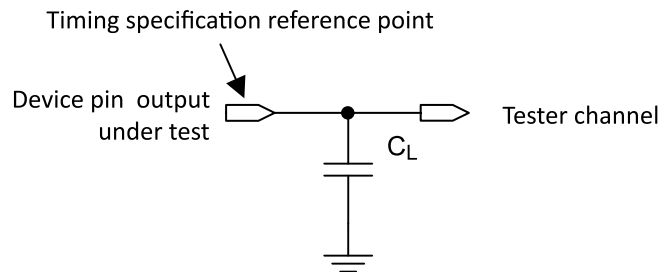 Timing specification reference point
Device pin output
under test
Tester channel
CL